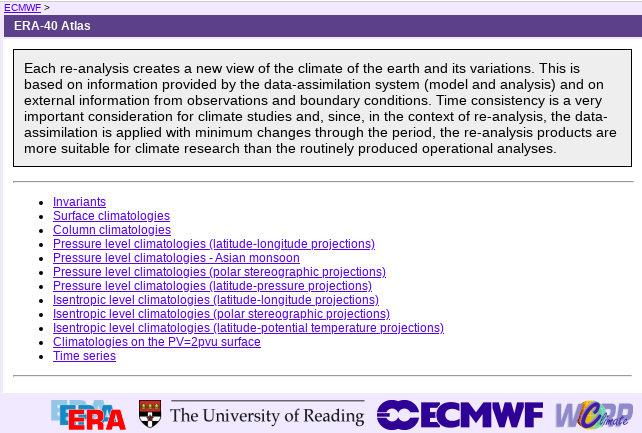 ECMWF >
ERA-40 Atlas
Each re-analysis creates a new view of the climate of the earth and its variations. This is
based on information provided by the data-assimilation system (model and analysis) and on
external information from observations and boundary conditions. Time consistency is a very
important consideration for climate studies and, since, in the context of re-analysis, the data-
assimilation is applied with minimum changes through the period, the re-analysis products are
more suitable for climate research than the routinely produced operational analyses.
Invariants
Surface climatologies
Column climatologies
Pressure level climatologies (latitude-longitude projections)
Pressure level climatologies - Asian monsoon
Pressure level climatologies (polar stereographic projections)
Pressure level climatologies (latitude-pressure projections)
Isentropic level climatologies (latitude-longitude projections)
Isentropic level climatologies (polar stereographic projections)
Isentropic level climatologies (latitude-potential temperature projections)
Climatologies on the PV=2pvu surface
Time series
ERA ERA The University of Reading ECMWF WCRP Climate